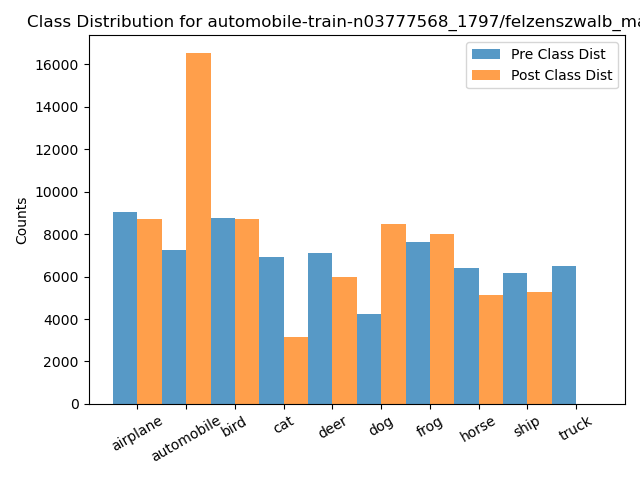 Class Distribution for automobile-train-n03777568_1797/felzenszwalb_ma
Pre Class Dist
Post Class Dist
Counts
16000
14000
12000
10000
8000
6000
4000
2000
0
airplane
automobile
bird
cat
deer
dog
frog
horse
ship
truck